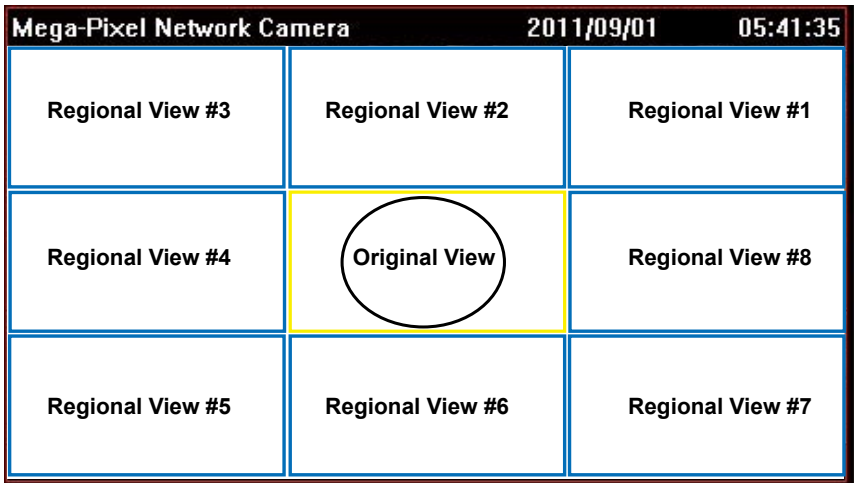 Mega-Pixel Network Camera 2011/09/01 05:41:35
Regional View #3 Regional View #2 Regional View #1
Regional View #4 Original View Regional View #8
Regional View #5 Regional View #6 Regional View #7